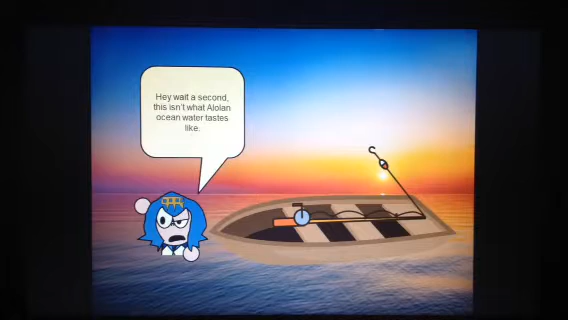 Hey wait a second,
this isn't what Alolan
ocean water tastes
like.